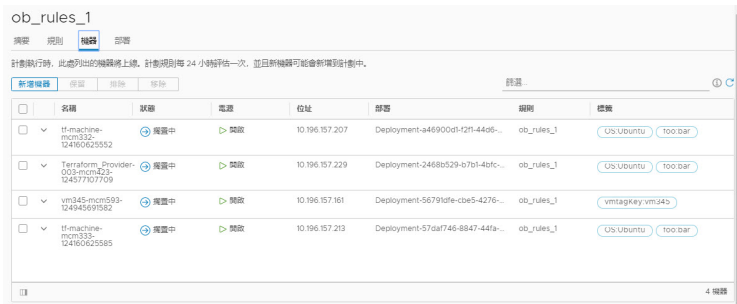 ob_rules_1
摘要 規則 機器 部署
計劃執行時，此處列出的機器將上線。計劃規則每 24 小時評估一次，並且新機器可能會新增到計劃中。
新增機器 保留 排除 移除 篩選...
名稱 狀態 電源 位址 部署 規則 標籤
tf-machine-mcm332-124160625552 擱置中 開啟 10.196.157.207 Deployment-a46900d1-f2f1-44d6-... ob_rules_1 OS:Ubuntu foo:bar
Terraform_Provider-003-mcm423-124577107709 擱置中 開啟 10.196.157.229 Deployment-2468b529-b7b1-4bfc-... ob_rules_1 OS:Ubuntu foo:bar
vm345-mcm593-124945691582 擱置中 開啟 10.196.157.161 Deployment-56791dfe-cbe5-4276-... ob_rules_1 vmtagKey:vm345
tf-machine-mcm333-124160625585 擱置中 開啟 10.196.157.213 Deployment-57daf746-8847-44fa-... ob_rules_1 OS:Ubuntu foo:bar
4 機器